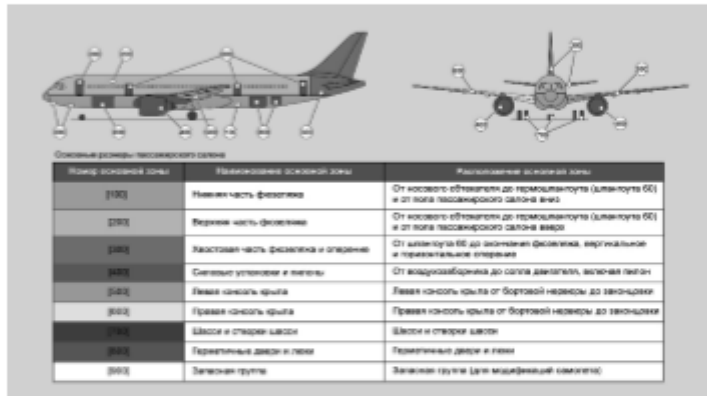 Основные размеры пассажирского салона
Номер основной зоны Наименование основной зоны Расположение основной зоны
[100] Нижняя часть фюзеляжа От носового обтекателя до гермошпангоута (шпангоута 60)
и от пола пассажирского салона вниз
[200] Верхняя часть фюзеляжа От носового обтекателя до гермошпангоута (шпангоута 60)
и от пола пассажирского салона вверх
[300] Хвостовая часть фюзеляжа и оперение От шпангоута 60 до окончания фюзеляжа, вертикальное
и горизонтальное оперение
[400] Силовые установки и пилоны От воздухозаборника до сопла двигателя, включая пилон
[500] Левая консоль крыла Левая консоль крыла от бортовой нервюры до законцовки
[600] Правая консоль крыла Правая консоль крыла от бортовой нервюры до законцовки
[700] Шасси и створки шасси Шасси и створки шасси
[800] Герметичные двери и люки Герметичные двери и люки
[900] Запасная группа Запасная группа (для модификаций самолета)